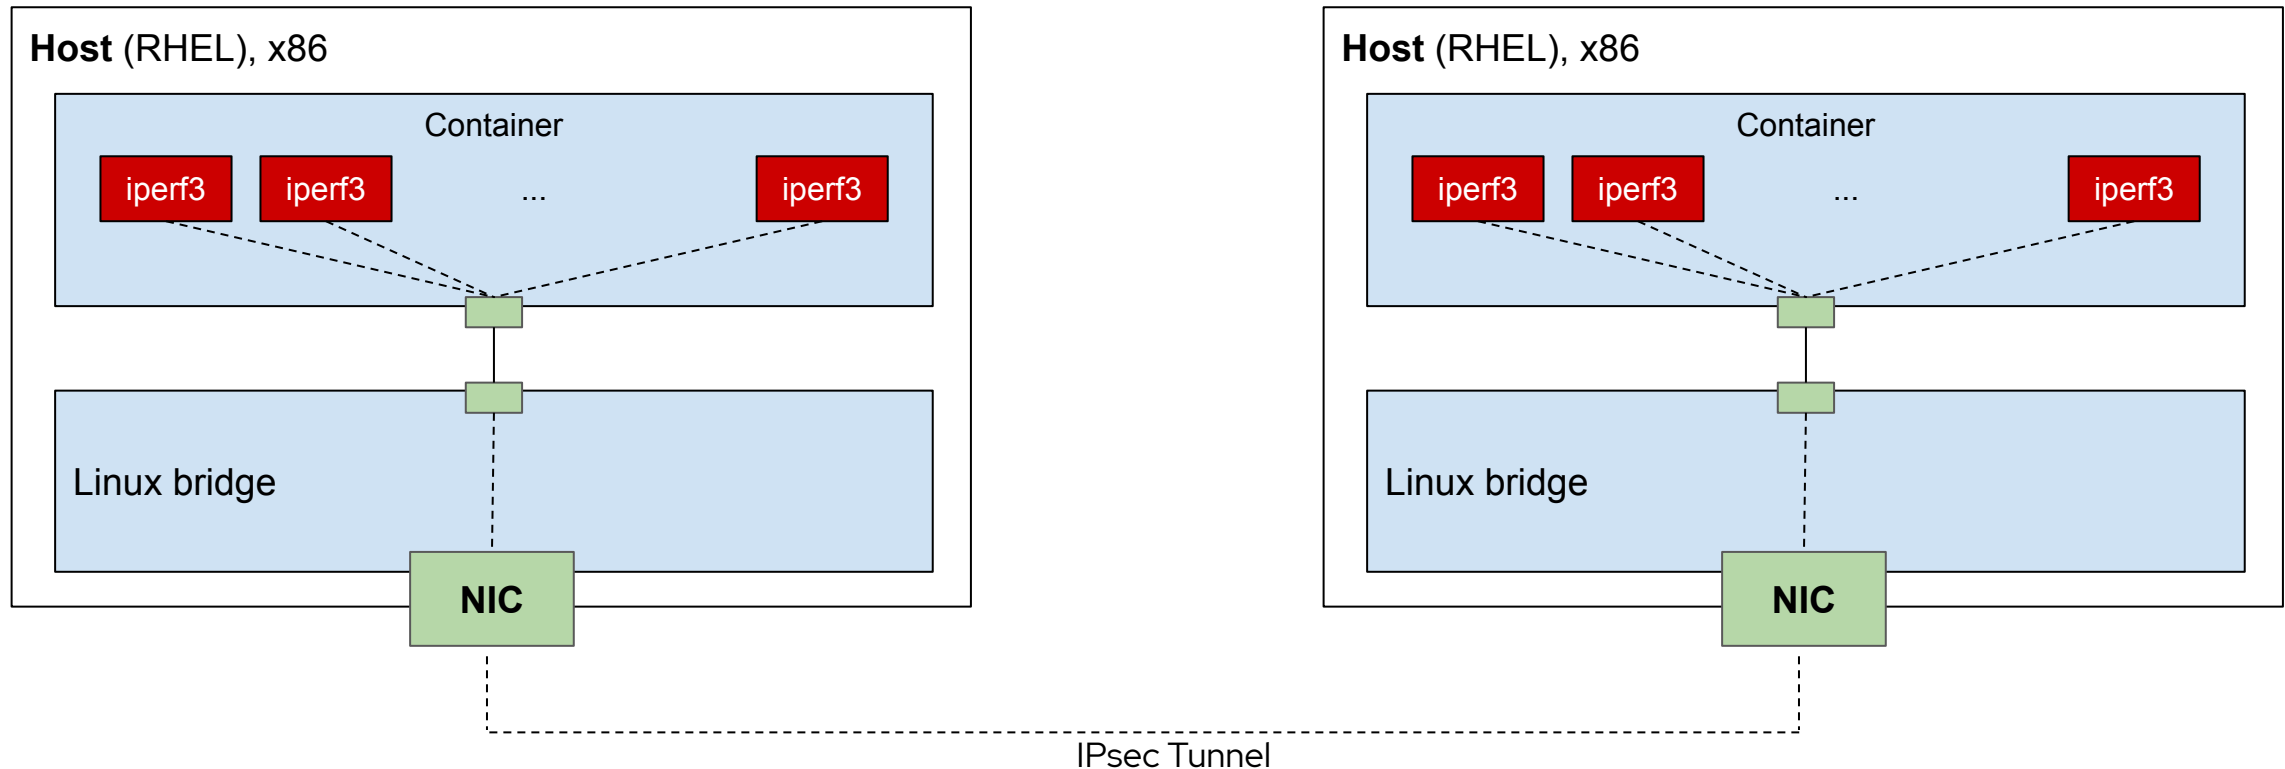 Host (RHEL), x86
Container
iperf3 iperf3 ... iperf3
Linux bridge
NIC
Host (RHEL), x86
Container
iperf3 iperf3 ... iperf3
Linux bridge
NIC
IPsec Tunnel